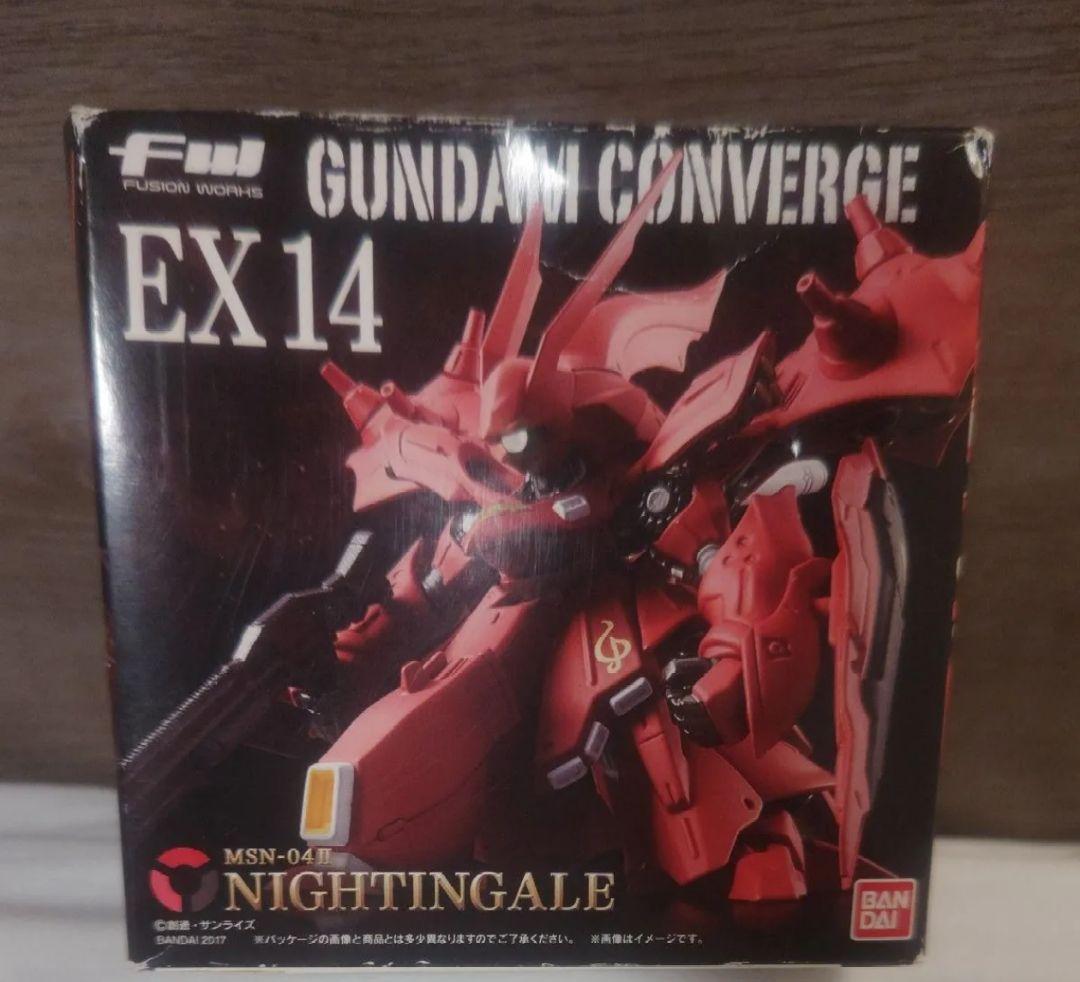 FW
FUSION WORKS
GUNDAM CONVERGE
EX14
MSN-04Ⅱ
NIGHTINGALE
©創通・サンライズ
BANDAI 2017 ※パッケージの画像と商品とは多少異なりますのでご了承ください。 ※画像はイメージです。
BAN
DAI